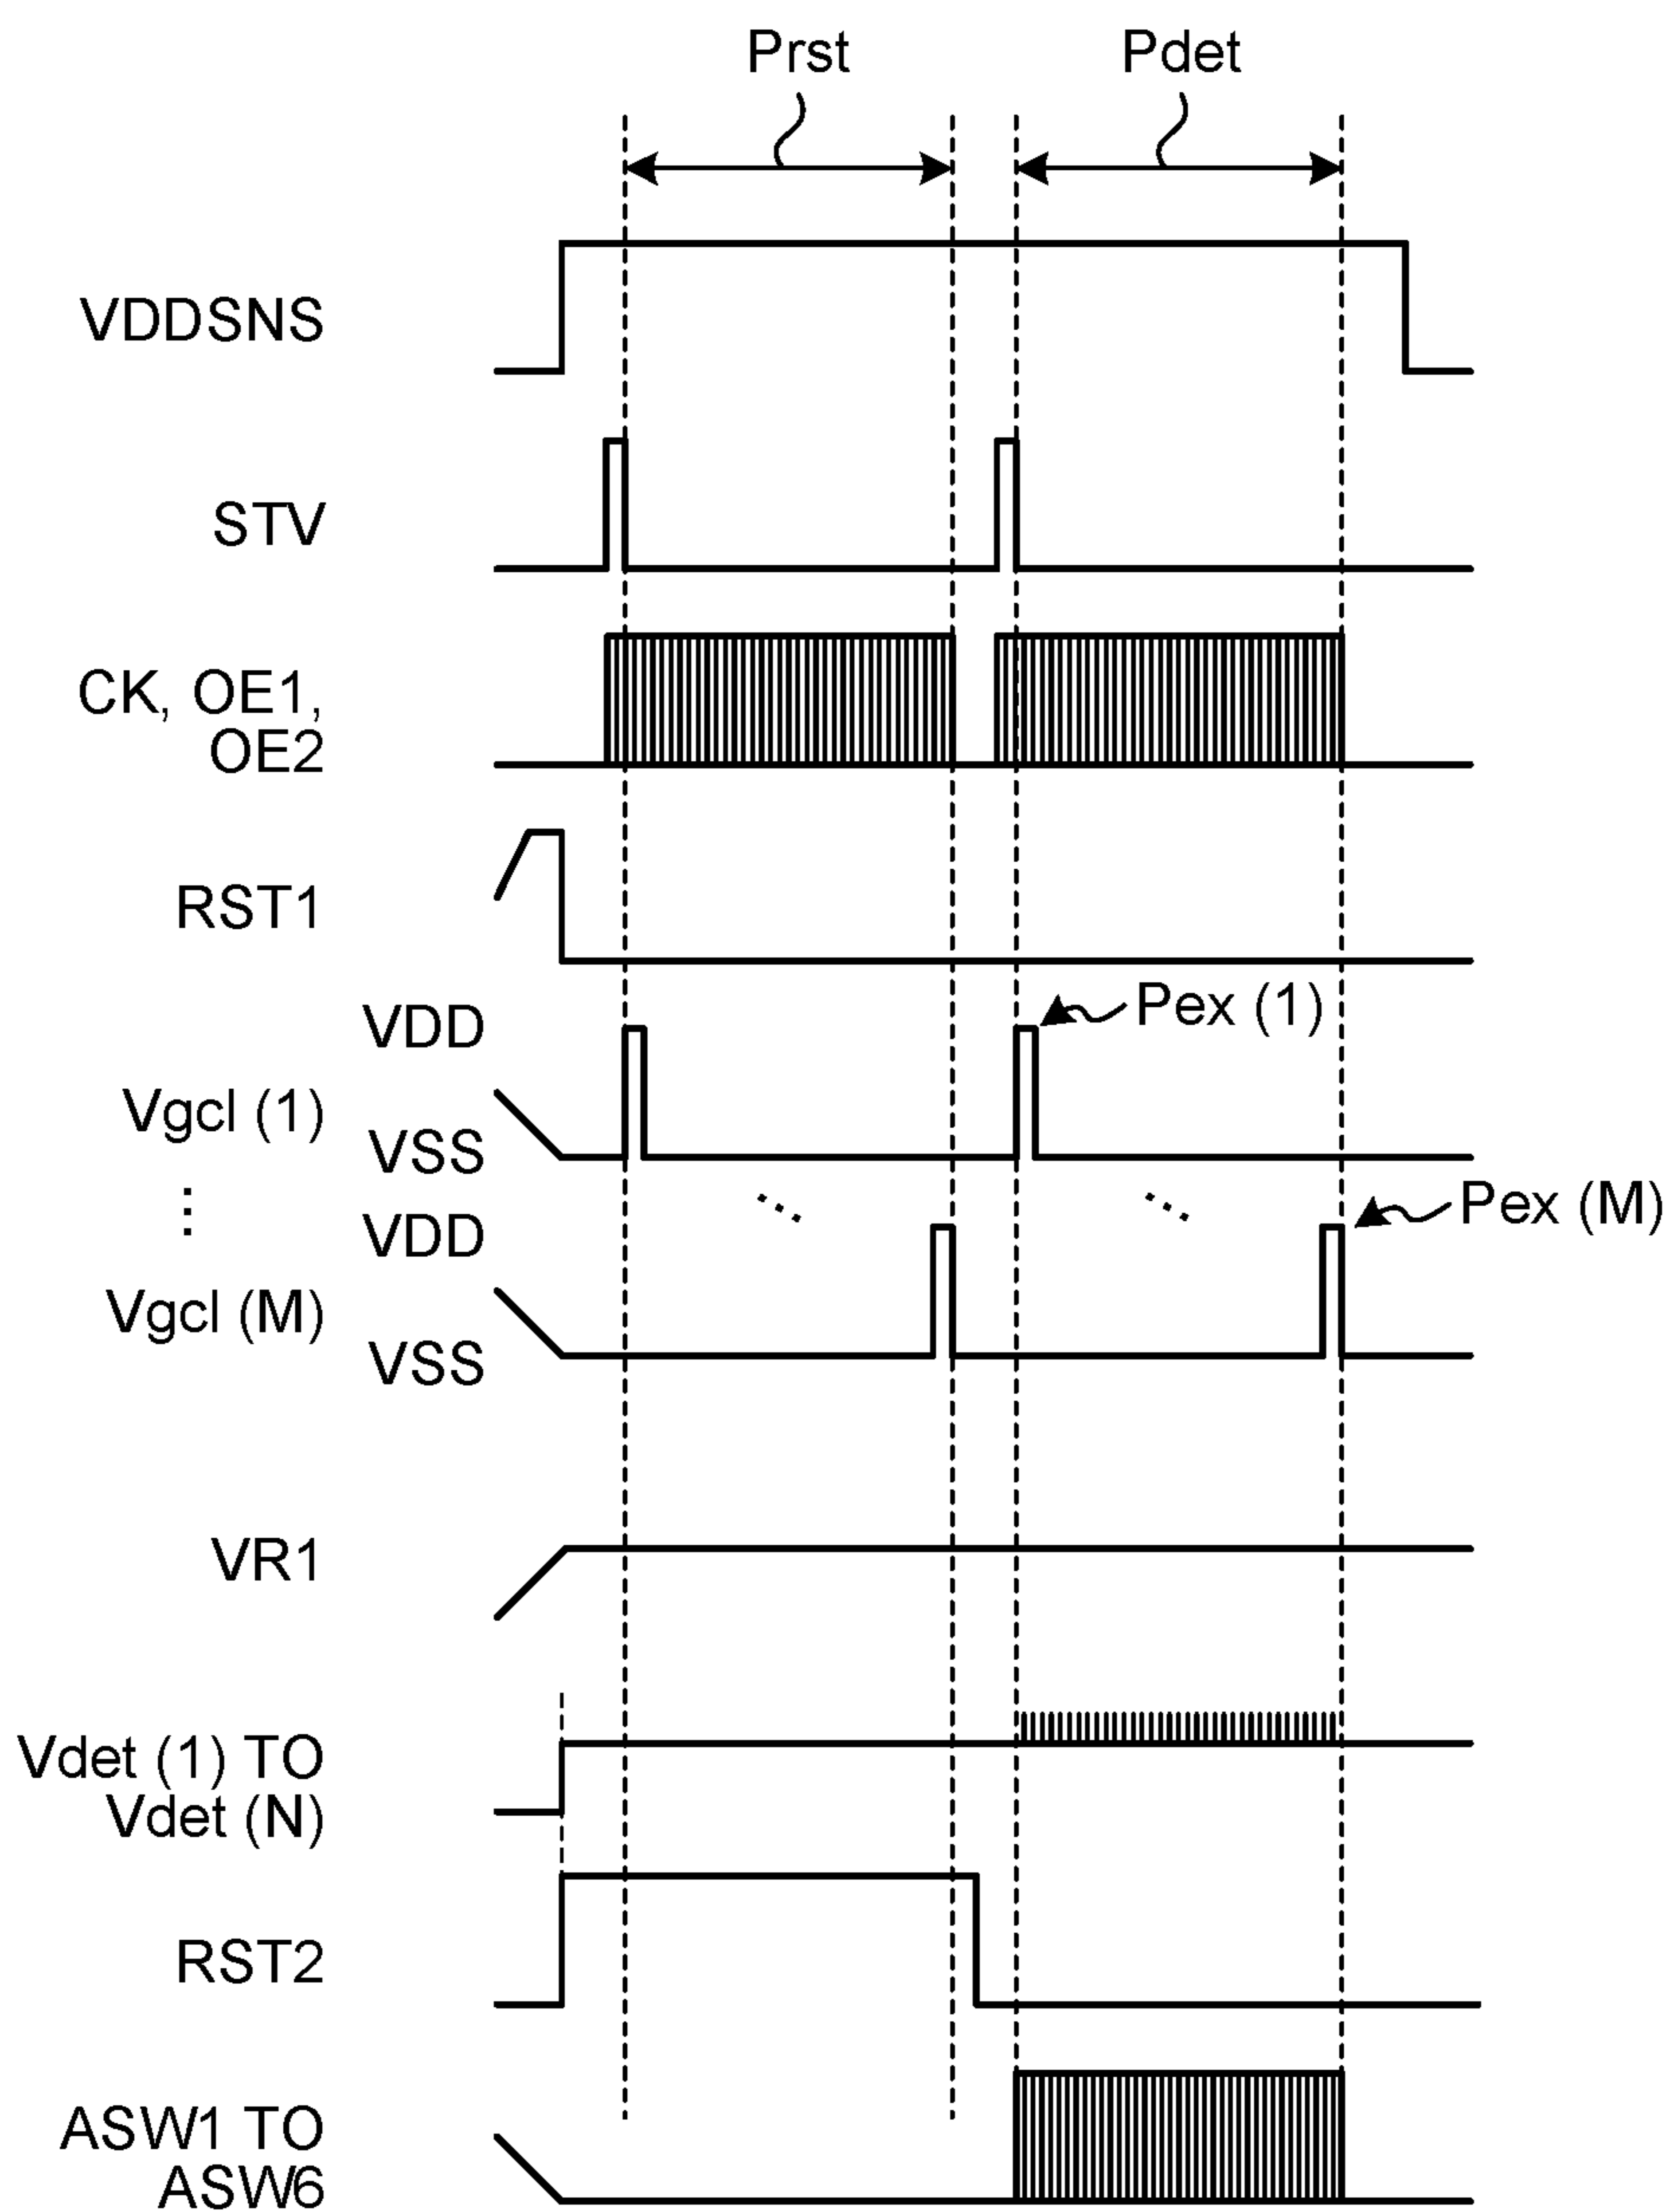 Prst Pdet
VDDSNS
STV
CK, OE1,
OE2
RST1
Pex (1)
VDD
Vgcl (1)
VSS
Pex (M)
VDD
Vgcl (M)
VSS
VR1
Vdet (1) TO
Vdet (N)
RST2
ASW1 TO
ASW6